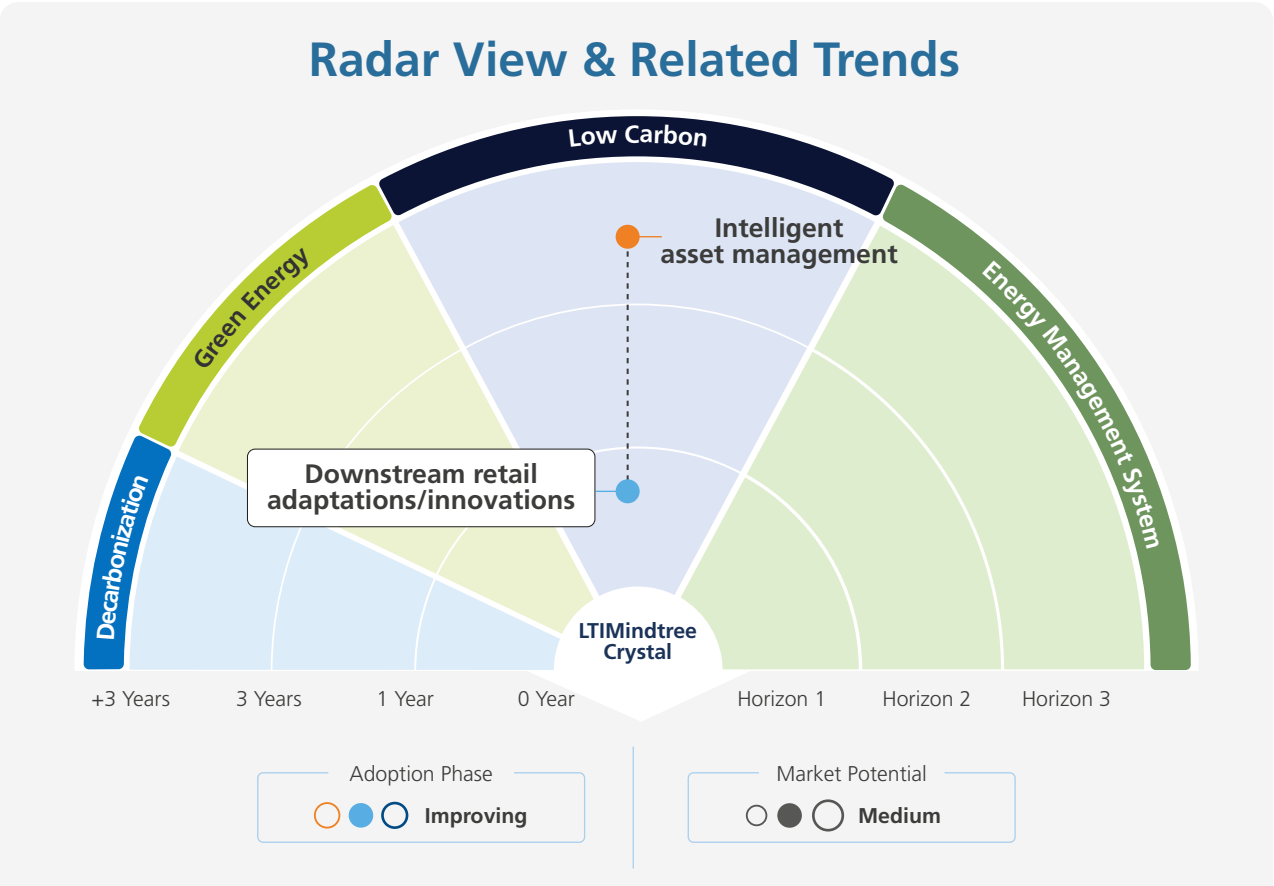 Radar View & Related Trends
Low Carbon
Green Energy
Energy Management System
Decarbonization
Intelligent
asset management
Downstream retail
adaptations/innovations
LTIMindtree
Crystal
+3 Years
3 Years
1 Year
0 Year
Horizon 1
Horizon 2
Horizon 3
Adoption Phase
Improving
Market Potential
Medium